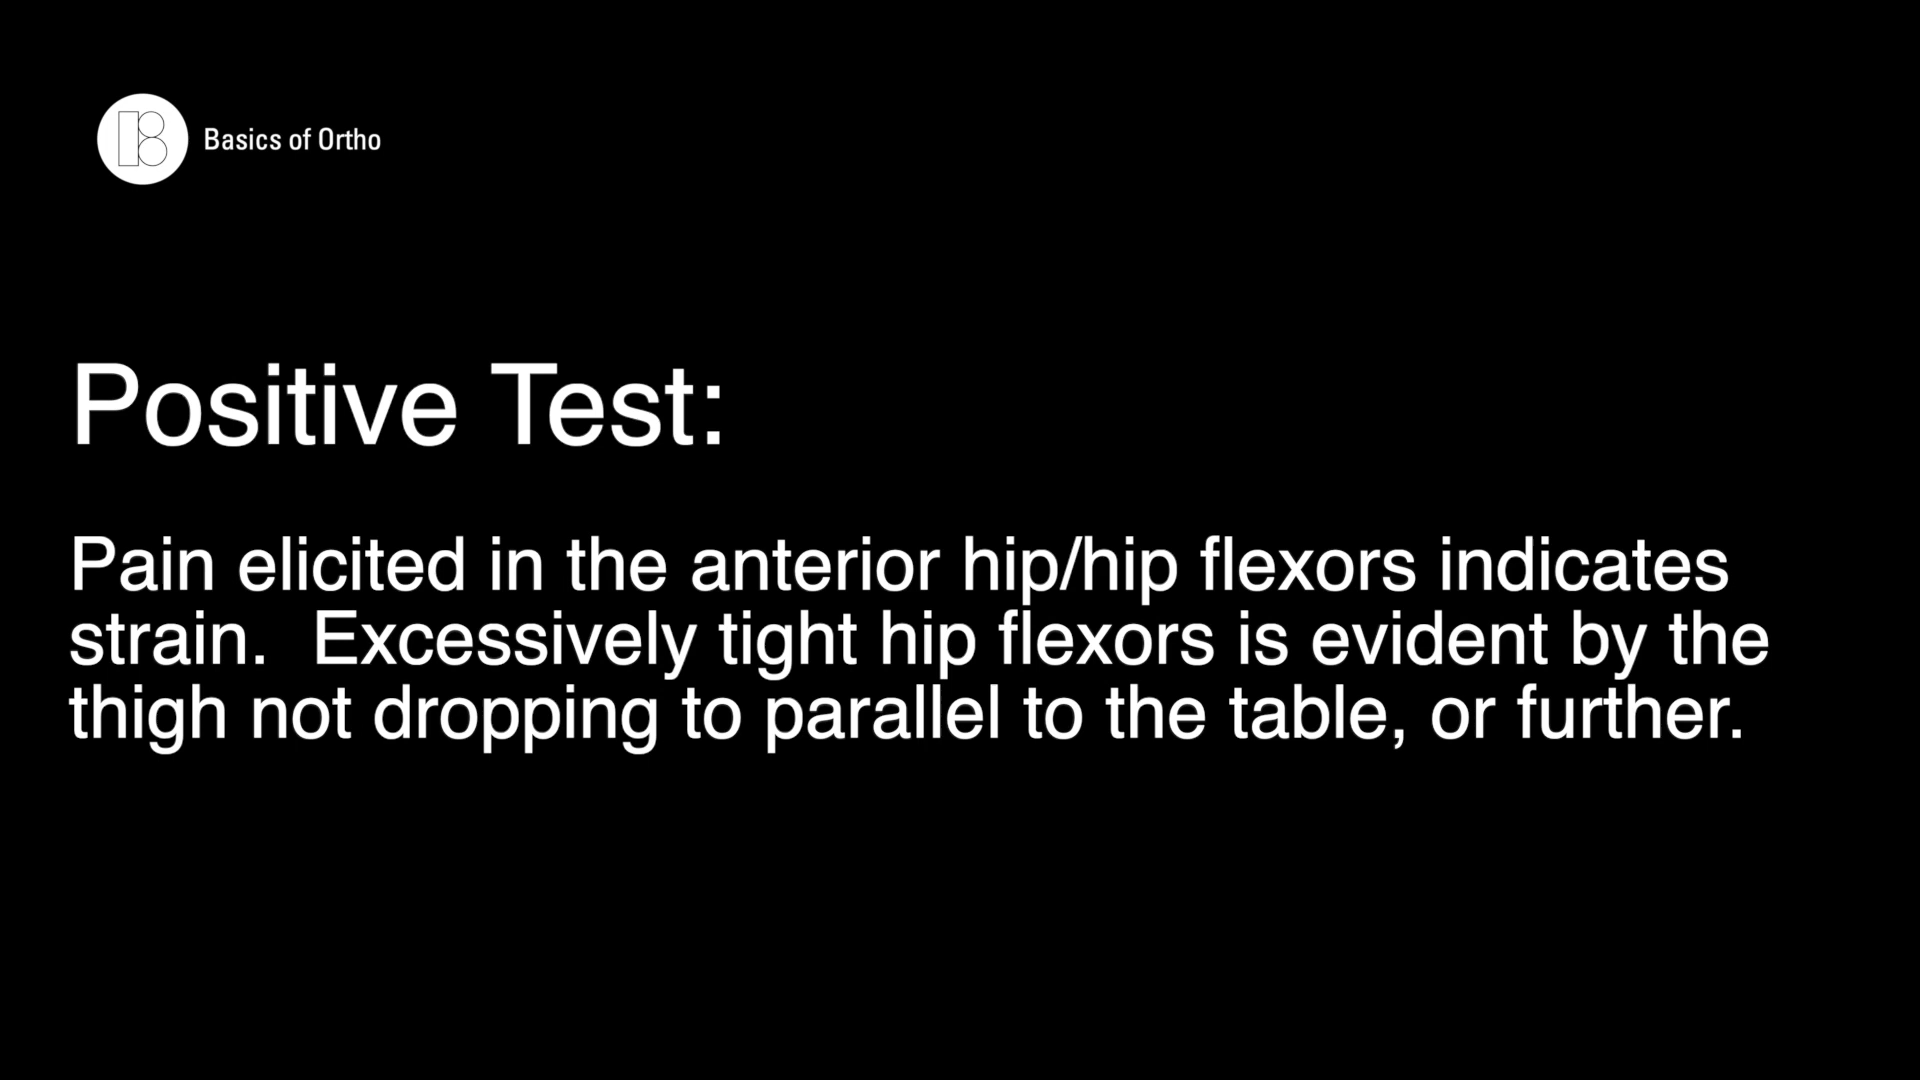 Basics of Ortho
Positive Test:
Pain elicited in the anterior hip/hip flexors indicates
strain.  Excessively tight hip flexors is evident by the
thigh not dropping to parallel to the table, or further.